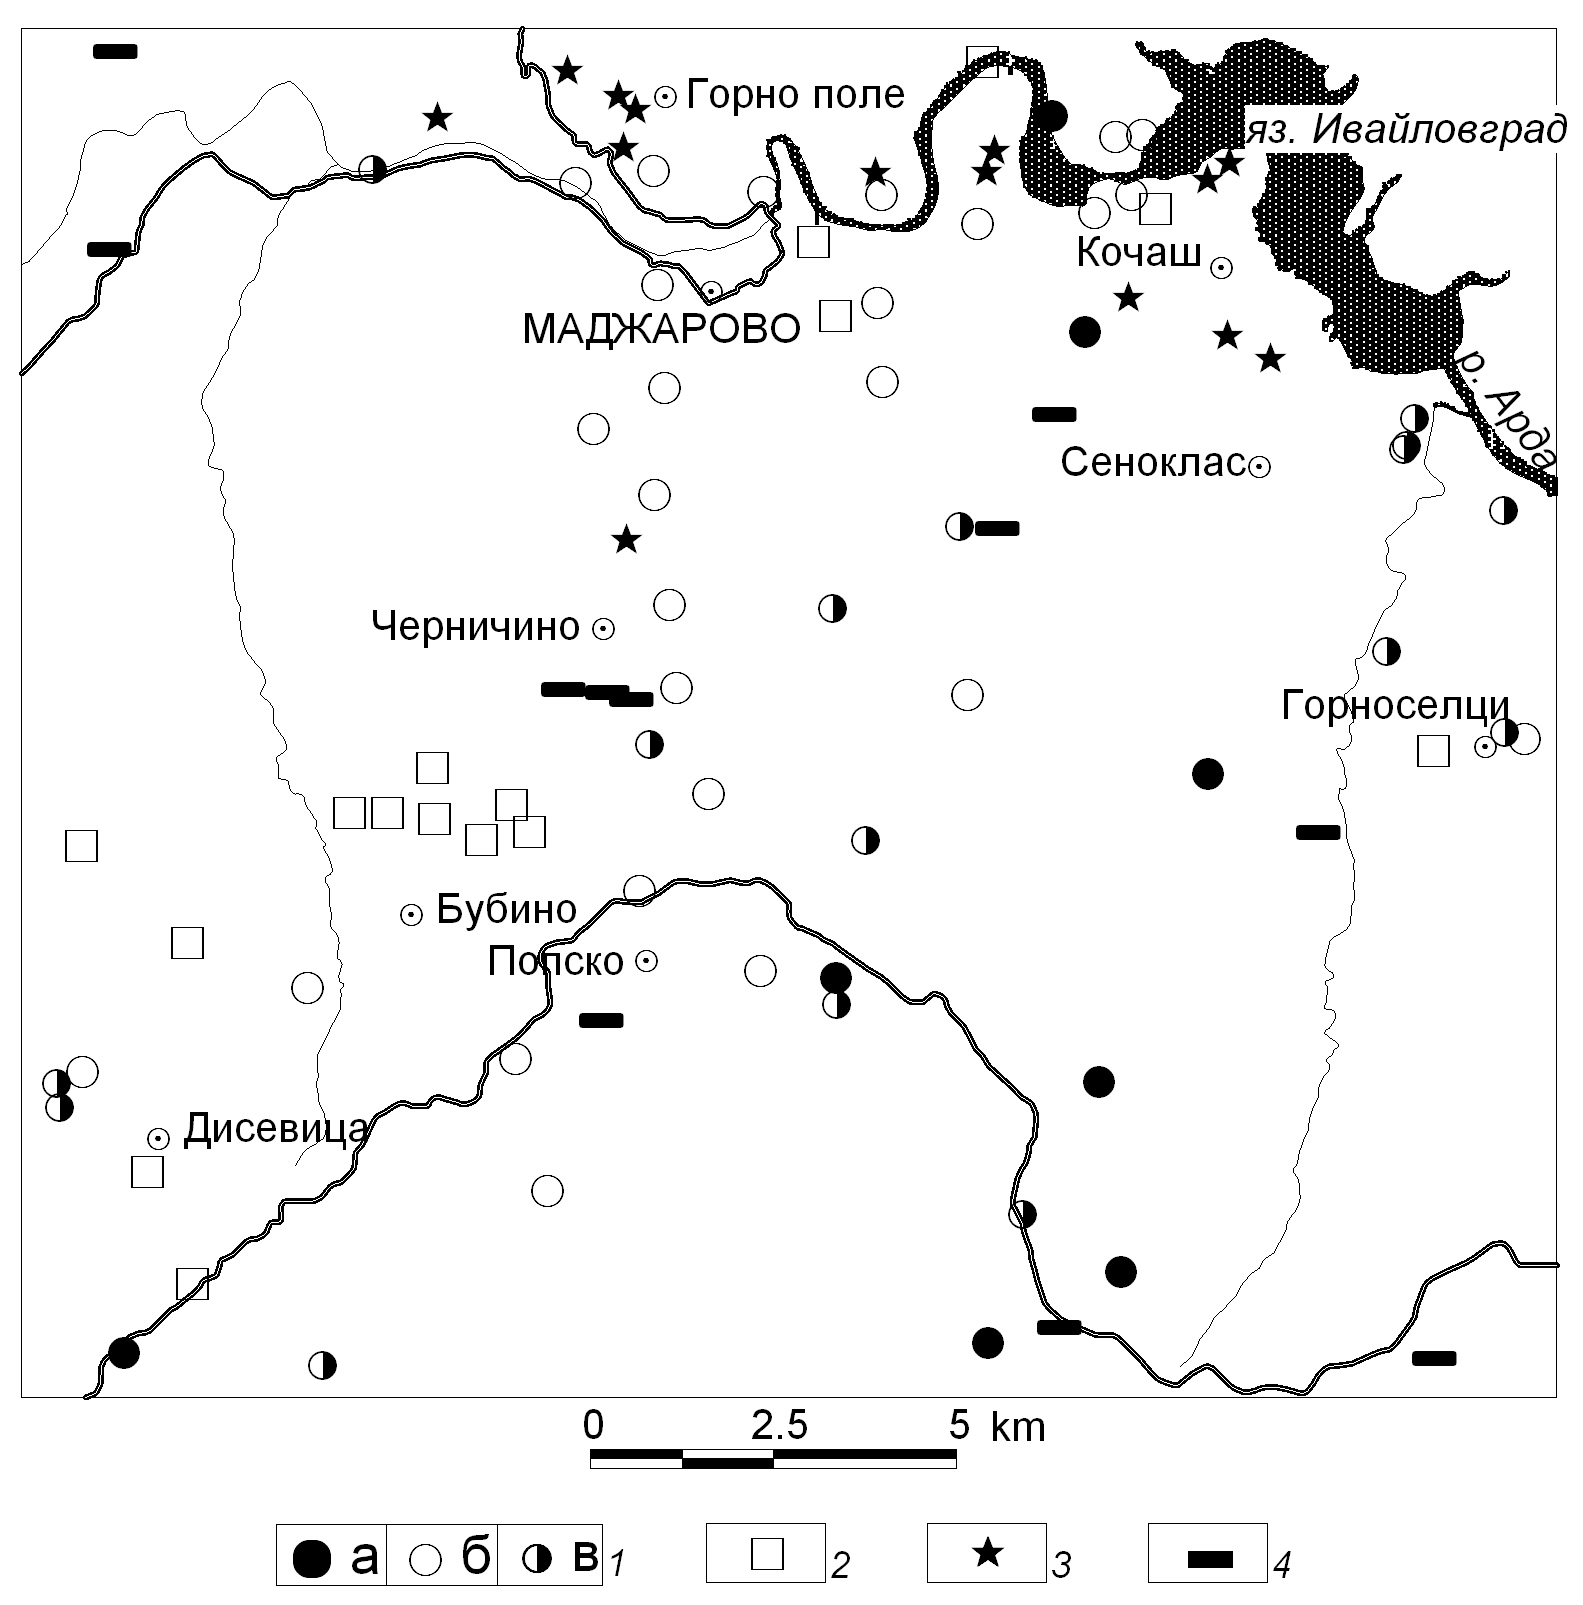 Горно поле
яз. Ивайловград
Кочаш
МАДЖАРОВО
р. Арда
Сеноклас
Черничино
Горноселци
Бубино
Попско
Дисевица
0 2.5 5 km
а б в 1 2 3 4